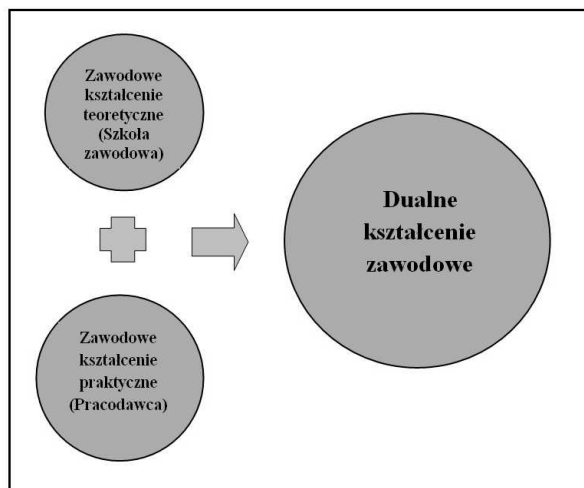 Zawodowe
kształcenie
teoretyczne
(Szkoła
zawodowa)
Zawodowe
kształcenie
praktyczne
(Pracodawca)
Dualne
kształcenie
zawodowe